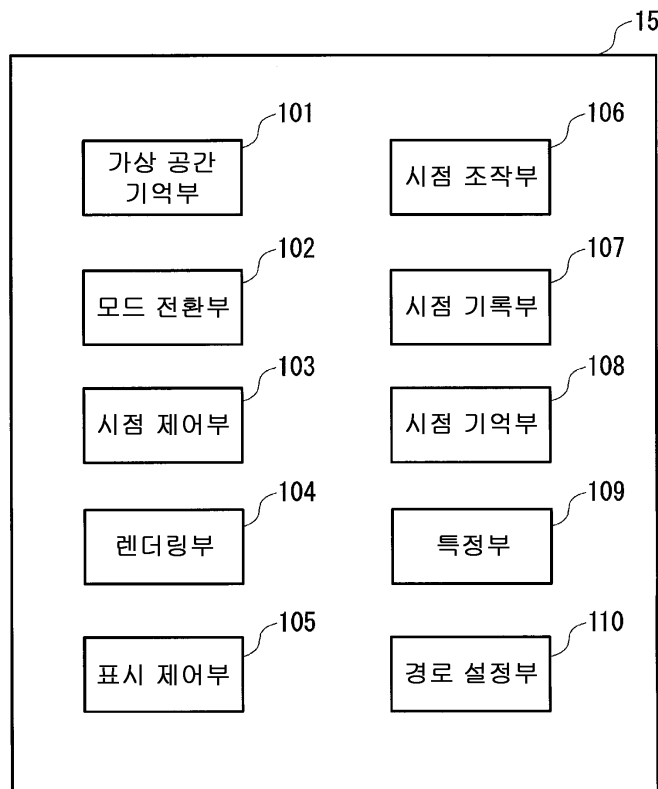 15
101
가상 공간
기억부
106
시점 조작부
102
모드 전환부
107
시점 기록부
103
시점 제어부
108
시점 기억부
104
렌더링부
109
특정부
105
표시 제어부
110
경로 설정부